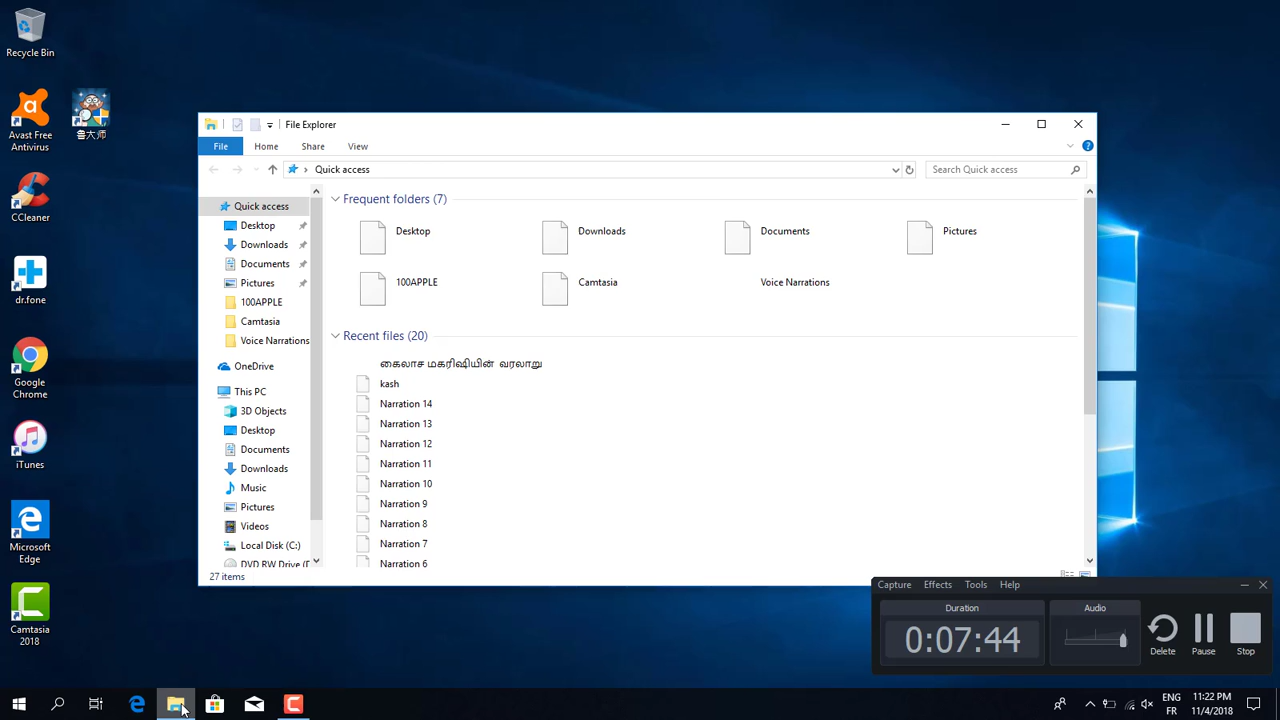 Recycle Bin
Avast Free
Antivirus
鲁大师
CCleaner
dr.fone
Google
Chrome
iTunes
Microsoft
Edge
Camtasia
2018
File Explorer
File Home Share View
Quick access
Search Quick access
Quick access
Desktop
Downloads
Documents
Pictures
100APPLE
Camtasia
Voice Narrations
OneDrive
This PC
3D Objects
Desktop
Documents
Downloads
Music
Pictures
Videos
Local Disk (C:)
DVD RW Drive (D
Frequent folders (7)
Desktop Downloads Documents Pictures
100APPLE Camtasia Voice Narrations
Recent files (20)
கைலாச மகரிஷியின் வரலாறு
kash
Narration 14
Narration 13
Narration 12
Narration 11
Narration 10
Narration 9
Narration 8
Narration 7
Narration 6
27 items
Capture Effects Tools Help
Duration Audio
0:07:44
Delete Pause Stop
ENG 11:22 PM
FR 11/4/2018